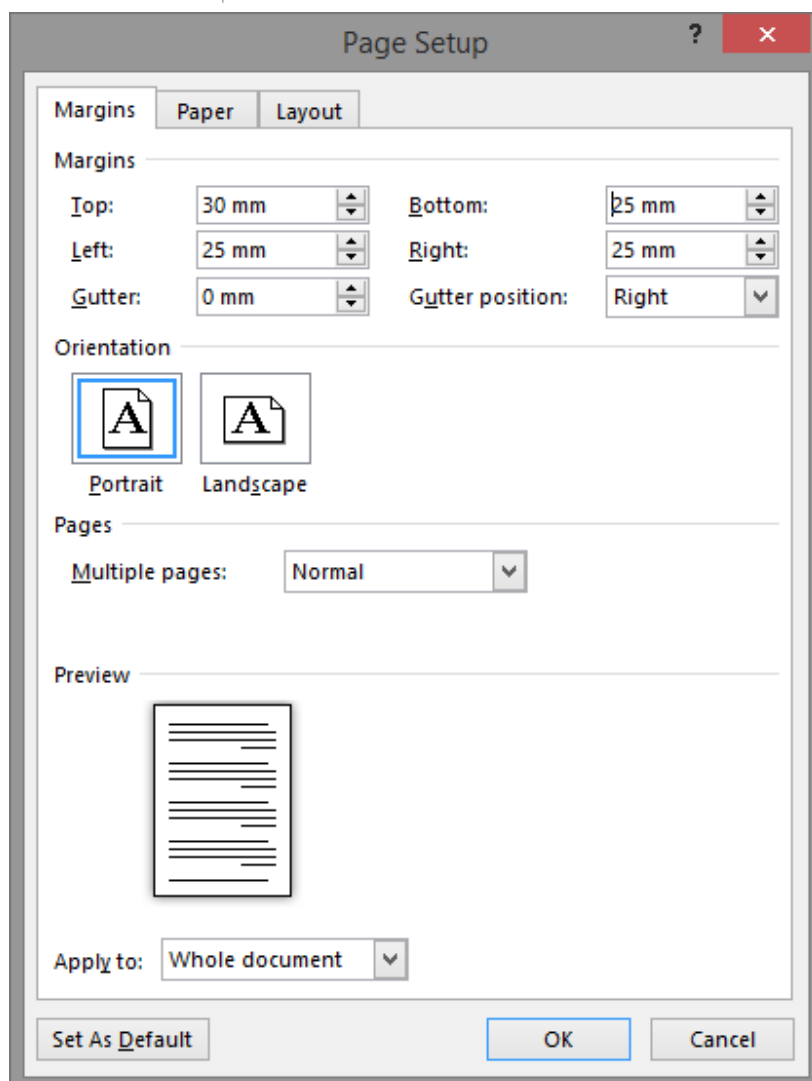 Page Setup ? ×
Margins Paper Layout
Margins
Top: 30 mm Bottom: 25 mm
Left: 25 mm Right: 25 mm
Gutter: 0 mm Gutter position: Right
Orientation
A A
Portrait Landscape
Pages
Multiple pages: Normal
Preview
Apply to: Whole document
Set As Default OK Cancel